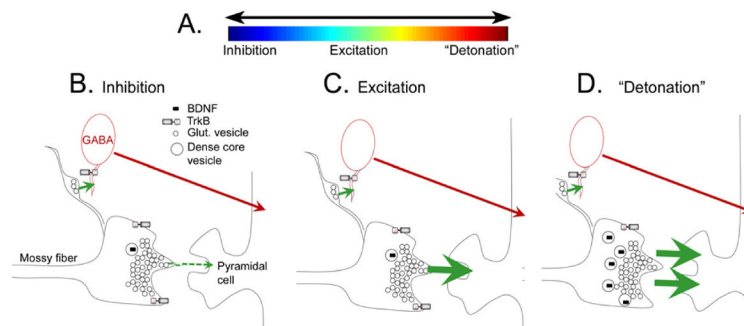 A.
Inhibition Excitation “Detonation”
B. Inhibition
BDNF
TrkB
Glut. vesicle
Dense core
vesicle
GABA
Mossy fiber
Pyramidal
cell
C. Excitation
D. “Detonation”